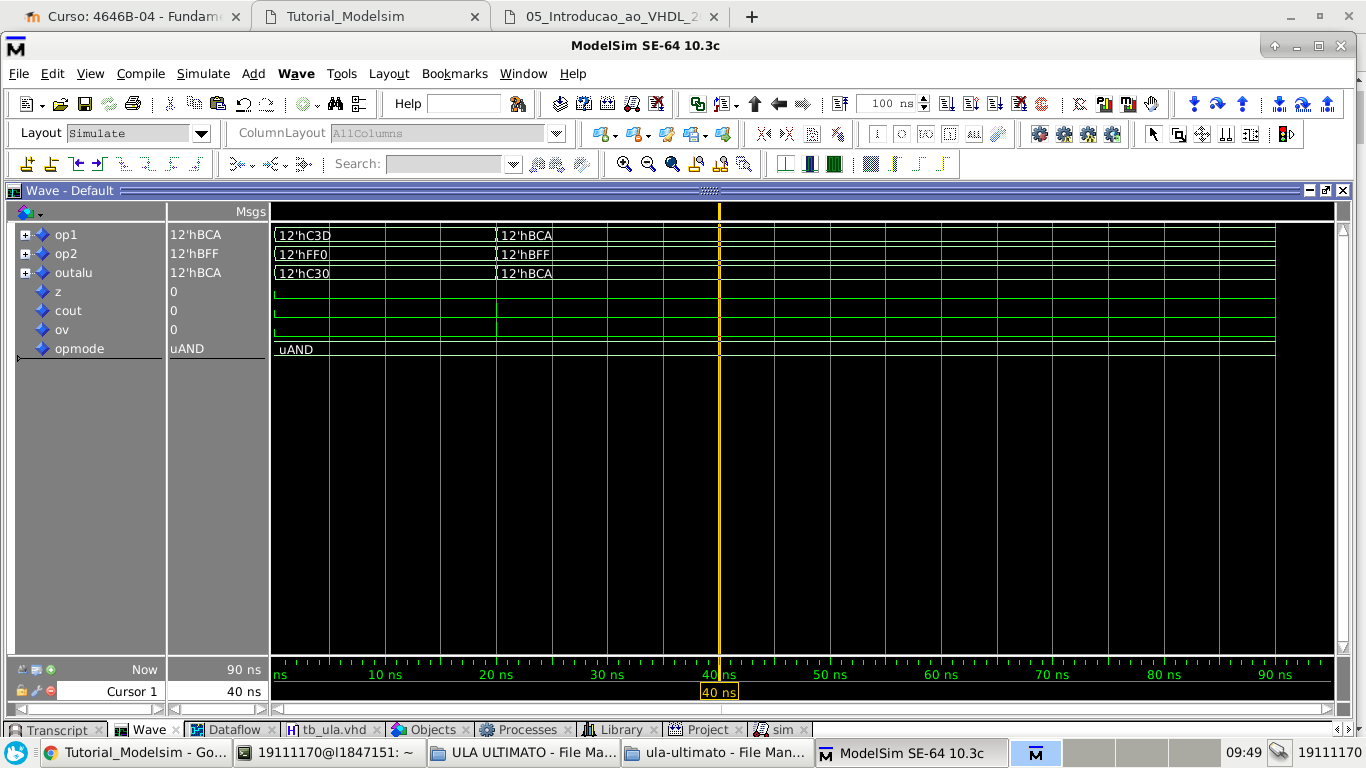 Curso: 4646B-04 - Fundam
Tutorial_Modelsim
05_Introducao_ao_VHDL_2
ModelSim SE-64 10.3c
File Edit View Compile Simulate Add Wave Tools Layout Bookmarks Window Help
Help
100 ns
Layout Simulate ColumnLayout AllColumns
Search:
Wave - Default
Msgs
op1 12'hBCA 12'hC3D 12'hBCA
op2 12'hBFF 12'hFF0 12'hBFF
outalu 12'hBCA 12'hC30 12'hBCA
z 0
cout 0
ov 0
opmode uAND uAND
Now 90 ns ns 10 ns 20 ns 30 ns 40 ns 50 ns 60 ns 70 ns 80 ns 90 ns
Cursor 1 40 ns 40 ns
Transcript Wave Dataflow tb_ula.vhd Objects Processes Library Project sim
Tutorial_Modelsim - Go... 19111170@l1847151: ~ ULA ULTIMATO - File Ma... ula-ultimato - File Man... ModelSim SE-64 10.3c 09:49 19111170